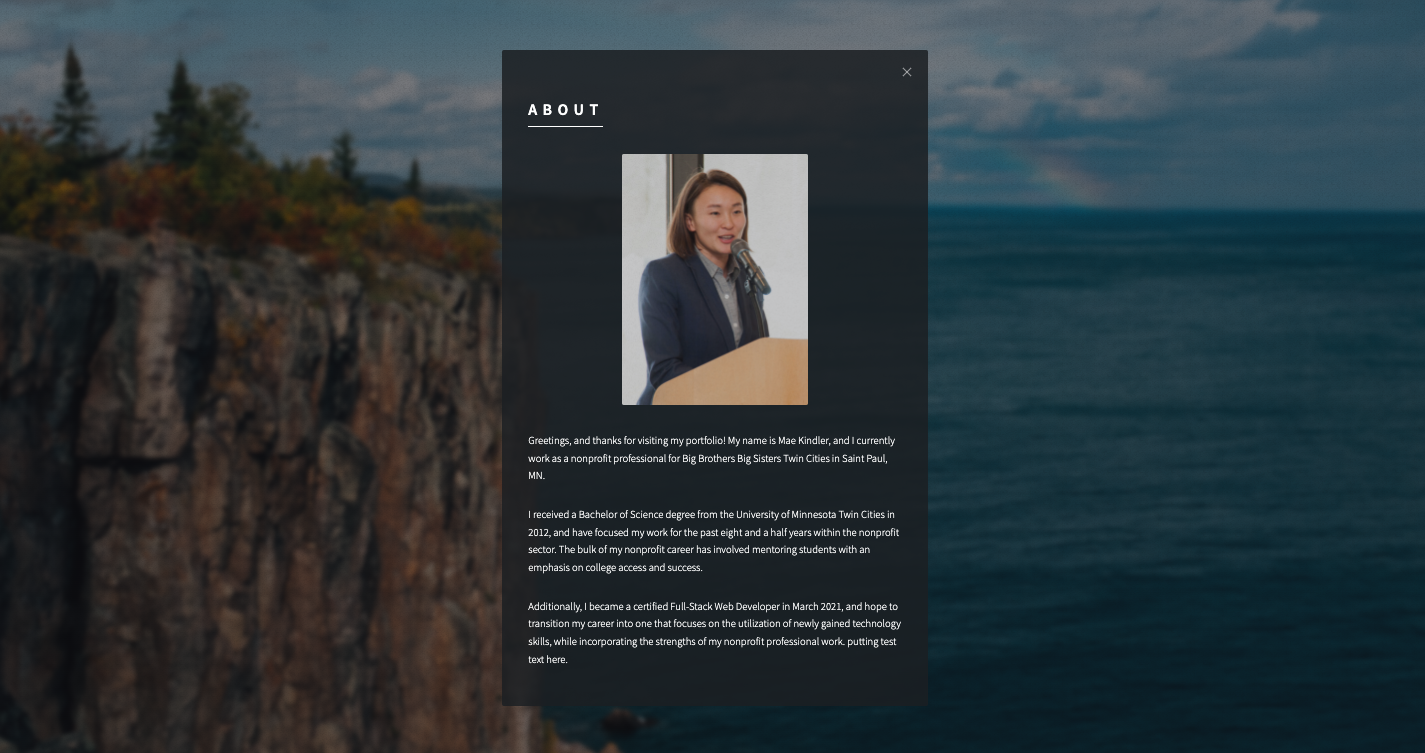 ABOUT
Greetings, and thanks for visiting my portfolio! My name is Mae Kindler, and I currently
work as a nonprofit professional for Big Brothers Big Sisters Twin Cities in Saint Paul,
MN.
I received a Bachelor of Science degree from the University of Minnesota Twin Cities in
2012, and have focused my work for the past eight and a half years within the nonprofit
sector. The bulk of my nonprofit career has involved mentoring students with an
emphasis on college access and success.
Additionally, I became a certified Full-Stack Web Developer in March 2021, and hope to
transition my career into one that focuses on the utilization of newly gained technology
skills, while incorporating the strengths of my nonprofit professional work. putting test
text here.